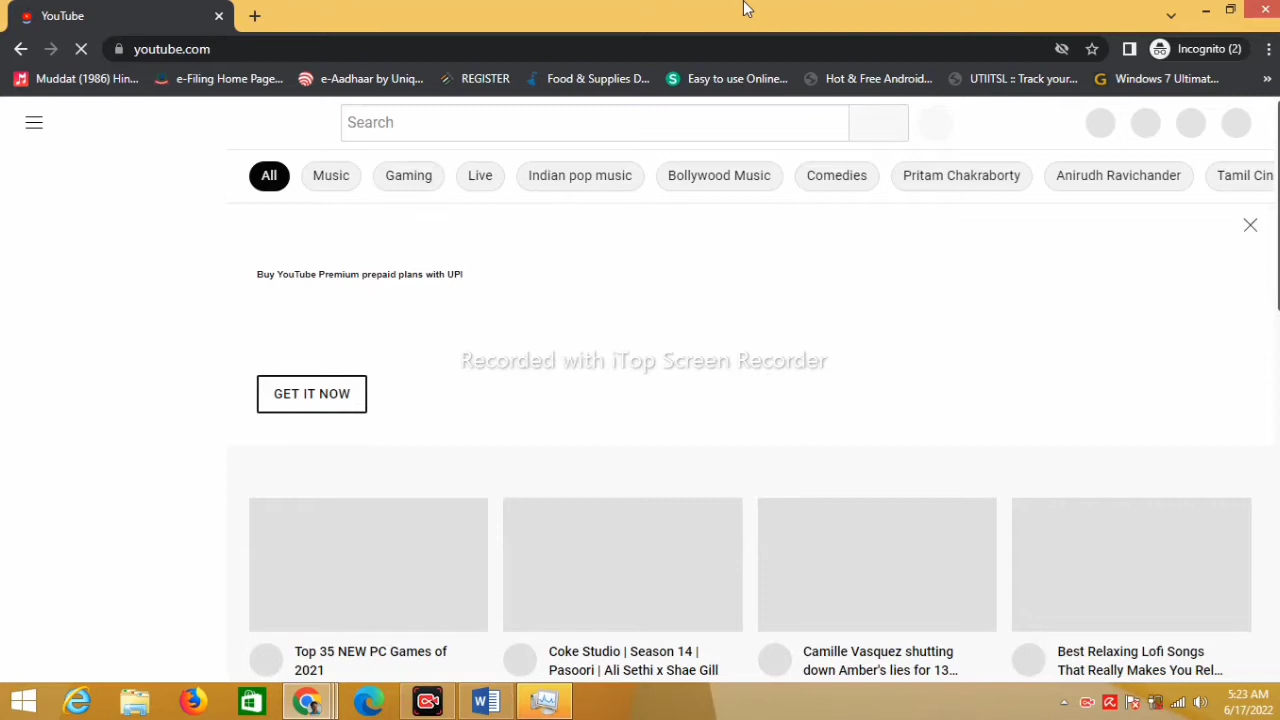 YouTube
youtube.com
Incognito (2)
Muddat (1986) Hin...
e-Filing Home Page...
e-Aadhaar by Uniq...
REGISTER
Food & Supplies D...
Easy to use Online...
Hot & Free Android...
UTIITSL :: Track your...
Windows 7 Ultimat...
Search
All
Music
Gaming
Live
Indian pop music
Bollywood Music
Comedies
Pritam Chakraborty
Anirudh Ravichander
Tamil Cin
Buy YouTube Premium prepaid plans with UPI
Recorded with iTop Screen Recorder
GET IT NOW
Top 35 NEW PC Games of
2021
Coke Studio | Season 14 |
Pasoori | Ali Sethi x Shae Gill
Camille Vasquez shutting
down Amber's lies for 13...
Best Relaxing Lofi Songs
That Really Makes You Rel...
5:23 AM
6/17/2022